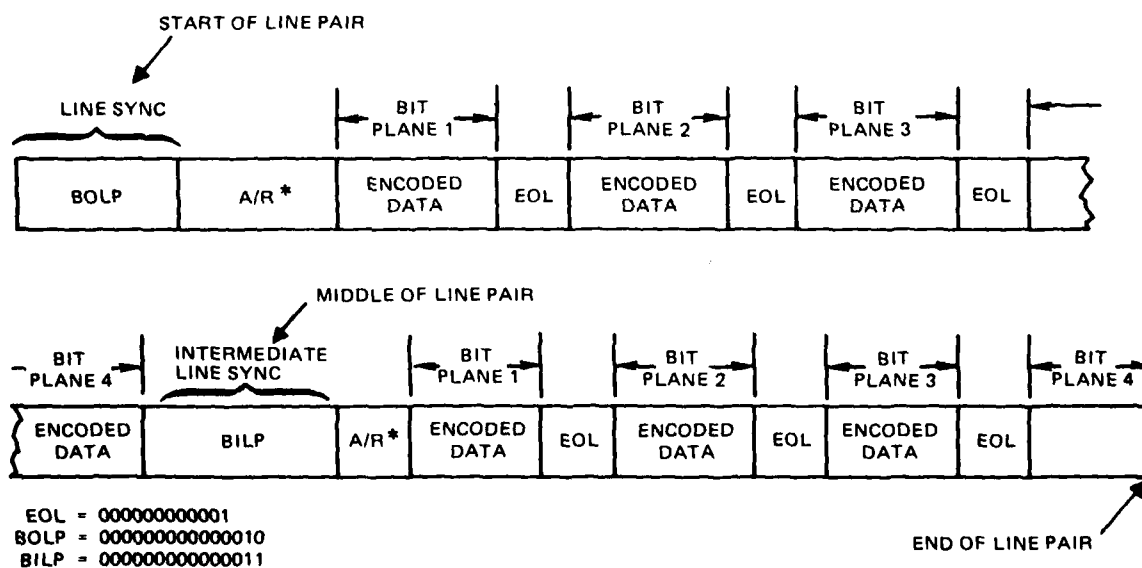 START OF LINE PAIR
LINE SYNC
BIT PLANE 1
BIT PLANE 2
BIT PLANE 3
BOLP
A/R*
ENCODED DATA
EOL
ENCODED DATA
EOL
ENCODED DATA
EOL
MIDDLE OF LINE PAIR
BIT PLANE 4
INTERMEDIATE LINE SYNC
BIT PLANE 1
BIT PLANE 2
BIT PLANE 3
BIT PLANE 4
ENCODED DATA
BILP
A/R*
ENCODED DATA
EOL
ENCODED DATA
EOL
ENCODED DATA
EOL
EOL = 000000000001
BOLP = 000000000000010
BILP = 000000000000011
END OF LINE PAIR